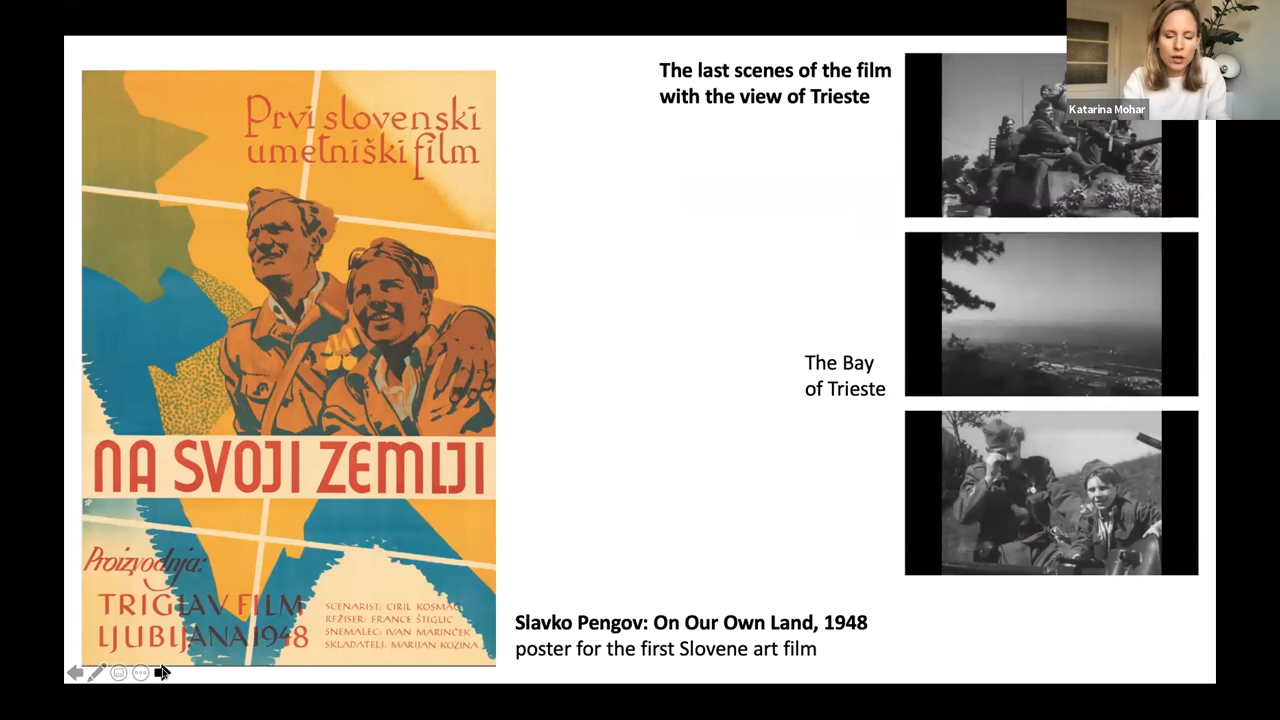 Prvi slovenski
umetniški film
NA SVOJI ZEMLJI
Proizvodnja:
TRIGLAV FILM
LJUBLJANA 1948
SCENARIST: CIRIL KOSMAČ
REŽISER: FRANCE ŠTIGLIC
SNEMALEC: IVAN MARINČEK
SKLADATELJ: MARIJAN KOZINA
The last scenes of the film
with the view of Trieste
Katarina Mohar
The Bay
of Trieste
Slavko Pengov: On Our Own Land, 1948
poster for the first Slovene art film